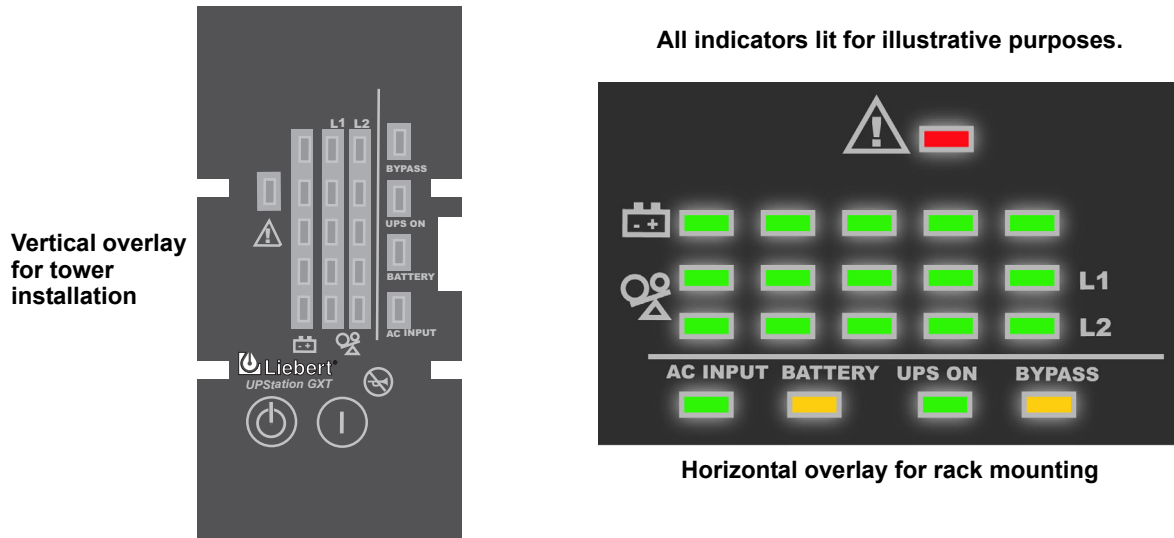 Vertical overlay
for tower
installation
L1 L2
BYPASS
UPS ON
BATTERY
AC INPUT
- +
Liebert®
UPStation GXT
All indicators lit for illustrative purposes.
- +
L1
L2
AC INPUT BATTERY UPS ON BYPASS
Horizontal overlay for rack mounting